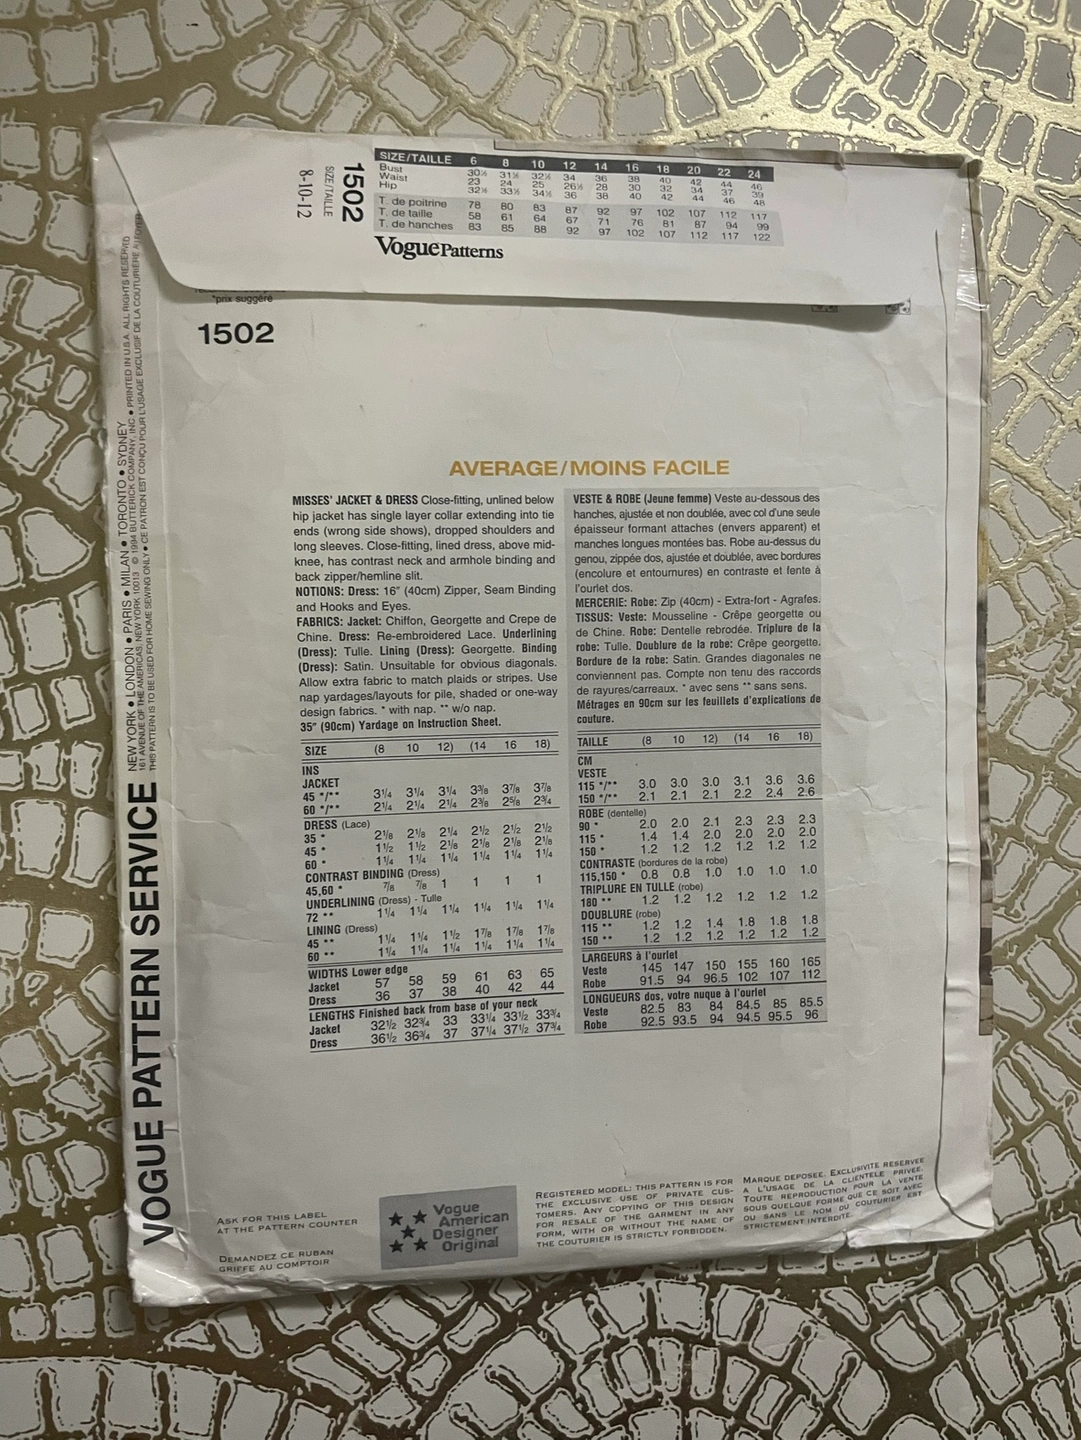 SIZE/TAILLE 6 8 10 12 14 16 18 20 22 24
Bust 30½ 31½ 32½ 34 36 38 40 42 44 46
Waist 23 24 25 26½ 28 30 32 34 37 39
Hip 32½ 33½ 34½ 36 38 40 42 44 46 48
T. de poitrine 78 80 83 87 92 97 102 107 112 117
T. de taille 58 61 64 67 71 76 81 87 94 99
T. de hanches 83 85 88 92 97 102 107 112 117 122
Vogue Patterns
1502
SIZE/TAILLE
8-10-12
*prix suggéré
1502
AVERAGE/MOINS FACILE
MISSES' JACKET & DRESS Close-fitting, unlined below
hip jacket has single layer collar extending into tie
ends (wrong side shows), dropped shoulders and
long sleeves. Close-fitting, lined dress, above mid-
knee, has contrast neck and armhole binding and
back zipper/hemline slit.
NOTIONS: Dress: 16" (40cm) Zipper, Seam Binding
and Hooks and Eyes.
FABRICS: Jacket: Chiffon, Georgette and Crepe de
Chine. Dress: Re-embroidered Lace. Underlining
(Dress): Tulle. Lining (Dress): Georgette. Binding
(Dress): Satin. Unsuitable for obvious diagonals.
Allow extra fabric to match plaids or stripes. Use
nap yardages/layouts for pile, shaded or one-way
design fabrics. * with nap. ** w/o nap.
35" (90cm) Yardage on Instruction Sheet.
SIZE (8 10 12) (14 16 18)
INS
JACKET
45 */** 3¼ 3¼ 3¼ 3⅜ 3⅞ 3⅞
60 */** 2¼ 2¼ 2¼ 2⅜ 2⅝ 2¾
DRESS (Lace)
35 * 2⅛ 2⅛ 2¼ 2½ 2½ 2½
45 * 1½ 1½ 2⅛ 2⅛ 2⅛ 2⅛
60 * 1¼ 1¼ 1¼ 1¼ 1¼ 1¼
CONTRAST BINDING (Dress)
45,60 * ⅞ ⅞ 1 1 1 1
UNDERLINING (Dress) - Tulle
72 ** 1¼ 1¼ 1¼ 1¼ 1¼ 1¼
LINING (Dress)
45 ** 1¼ 1¼ 1½ 1⅞ 1⅞ 1⅞
60 ** 1¼ 1¼ 1¼ 1¼ 1¼ 1¼
WIDTHS Lower edge
Jacket 57 58 59 61 63 65
Dress 36 37 38 40 42 44
LENGTHS Finished back from base of your neck
Jacket 32½ 32¾ 33 33¼ 33½ 33¾
Dress 36½ 36¾ 37 37¼ 37½ 37¾
VESTE & ROBE (Jeune femme) Veste au-dessous des
hanches, ajustée et non doublée, avec col d'une seule
épaisseur formant attaches (envers apparent) et
manches longues montées bas. Robe au-dessus du
genou, zippée dos, ajustée et doublée, avec bordures
(encolure et entournures) en contraste et fente à
l'ourlet dos.
MERCERIE: Robe: Zip (40cm) - Extra-fort - Agrafes.
TISSUS: Veste: Mousseline - Crêpe georgette ou
de Chine. Robe: Dentelle rebrodée. Triplure de la
robe: Tulle. Doublure de la robe: Crêpe georgette.
Bordure de la robe: Satin. Grandes diagonales ne
conviennent pas. Compte non tenu des raccords
de rayures/carreaux. * avec sens ** sans sens.
Métrages en 90cm sur les feuillets d'explications de
couture.
TAILLE (8 10 12) (14 16 18)
CM
VESTE
115 */** 3.0 3.0 3.0 3.1 3.6 3.6
150 */** 2.1 2.1 2.1 2.2 2.4 2.6
ROBE (dentelle)
90 * 2.0 2.0 2.1 2.3 2.3 2.3
115 * 1.4 1.4 2.0 2.0 2.0 2.0
150 * 1.2 1.2 1.2 1.2 1.2 1.2
CONTRASTE (bordures de la robe)
115,150 * 0.8 0.8 1.0 1.0 1.0 1.0
TRIPLURE EN TULLE (robe)
180 ** 1.2 1.2 1.2 1.2 1.2 1.2
DOUBLURE (robe)
115 ** 1.2 1.2 1.4 1.8 1.8 1.8
150 ** 1.2 1.2 1.2 1.2 1.2 1.2
LARGEURS à l'ourlet
Veste 145 147 150 155 160 165
Robe 91.5 94 96.5 102 107 112
LONGUEURS dos, votre nuque à l'ourlet
Veste 82.5 83 84 84.5 85 85.5
Robe 92.5 93.5 94 94.5 95.5 96
VOGUE PATTERN SERVICE
NEW YORK • LONDON • PARIS • MILAN • TORONTO • SYDNEY
161 AVENUE OF THE AMERICAS, NEW YORK, NEW YORK 10013 © 1994 BUTTERICK COMPANY, INC • PRINTED IN U.S.A. ALL RIGHTS RESERVED
THIS PATTERN IS TO BE USED FOR HOME SEWING ONLY • CE PATRON EST CONÇU POUR L'USAGE EXCLUSIF DE LA COUTURIÈRE
ASK FOR THIS LABEL
AT THE PATTERN COUNTER
DEMANDEZ CE RUBAN
GRIFFE AU COMPTOIR
Vogue
American
Designer
Original
REGISTERED MODEL: THIS PATTERN IS FOR
THE EXCLUSIVE USE OF PRIVATE CUS-
TOMERS. ANY COPYING OF THIS DESIGN
FOR RESALE OF THE GARMENT IN ANY
FORM, WITH OR WITHOUT THE NAME OF
THE COUTURIER IS STRICTLY FORBIDDEN.
MARQUE DEPOSEE. EXCLUSIVITE RESERVEE
A L'USAGE DE LA CLIENTELE PRIVEE.
TOUTE REPRODUCTION POUR LA VENTE
SOUS QUELQUE FORME QUE CE SOIT AVEC
OU SANS LE NOM DU COUTURIER EST
STRICTEMENT INTERDITE.